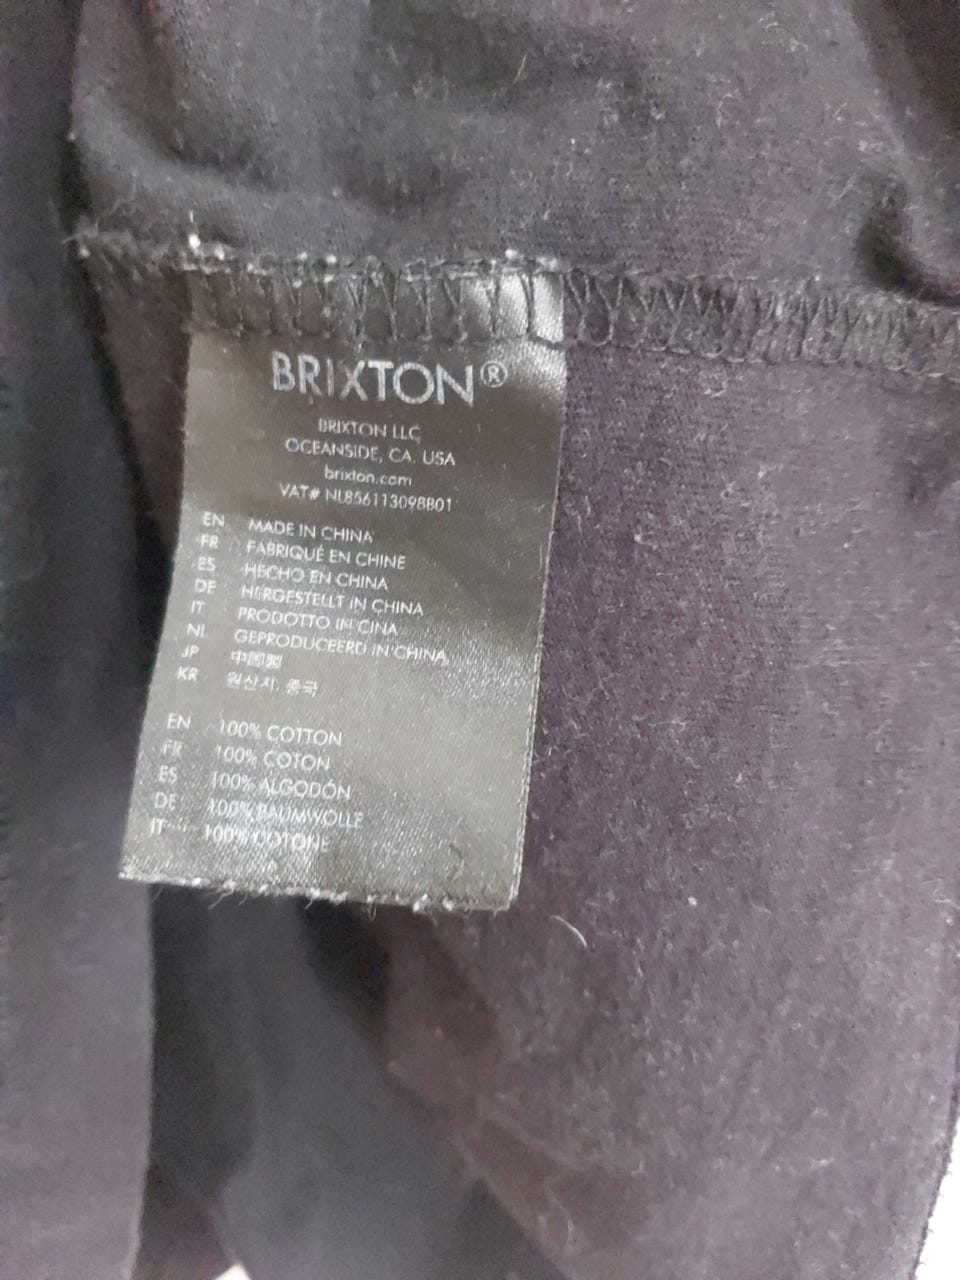 BRIXTON®
BRIXTON LLC
OCEANSIDE, CA. USA
brixton.com
VAT# NL856113098B01
EN MADE IN CHINA
FR FABRIQUÉ EN CHINE
ES HECHO EN CHINA
DE HERGESTELLT IN CHINA
IT PRODOTTO IN CINA
NL GEPRODUCEERD IN CHINA
JP 中国製
KR 원산지: 중국
EN 100% COTTON
FR 100% COTON
ES 100% ALGODÓN
DE 100% BAUMWOLLE
IT 100% COTONE